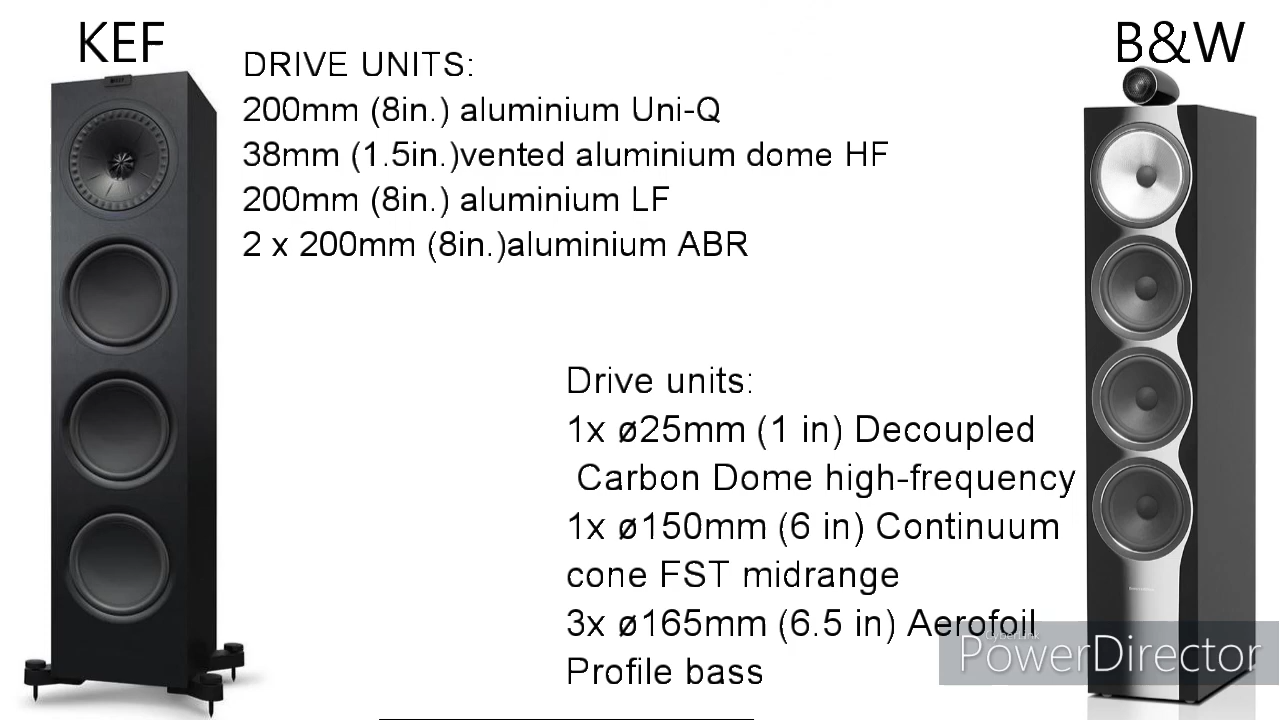 KEF
DRIVE UNITS:
200mm (8in.) aluminium Uni-Q
38mm (1.5in.)vented aluminium dome HF
200mm (8in.) aluminium LF
2 x 200mm (8in.)aluminium ABR
B&W
Drive units:
1x ø25mm (1 in) Decoupled
Carbon Dome high-frequency
1x ø150mm (6 in) Continuum
cone FST midrange
3x ø165mm (6.5 in) Aerofoil
Profile bass
CyberLink
PowerDirector